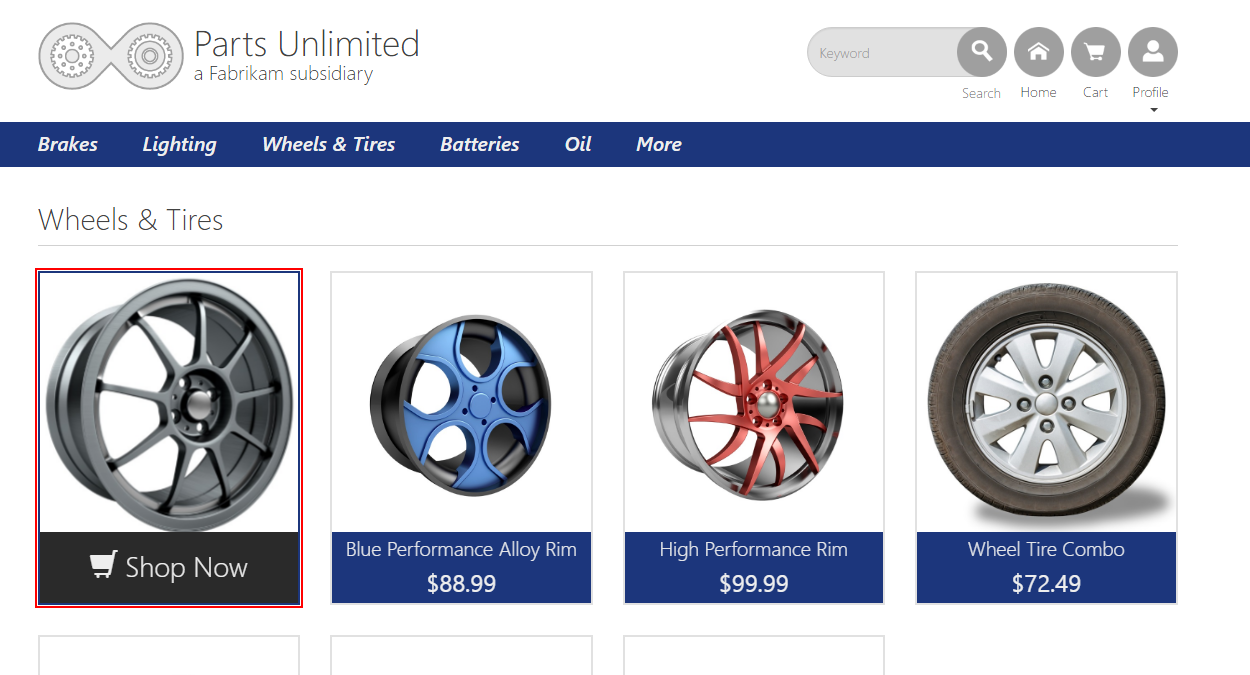 Parts Unlimited
a Fabrikam subsidiary
Keyword
Search
Home
Cart
Profile
Brakes
Lighting
Wheels & Tires
Batteries
Oil
More
Wheels & Tires
Shop Now
Blue Performance Alloy Rim
$88.99
High Performance Rim
$99.99
Wheel Tire Combo
$72.49